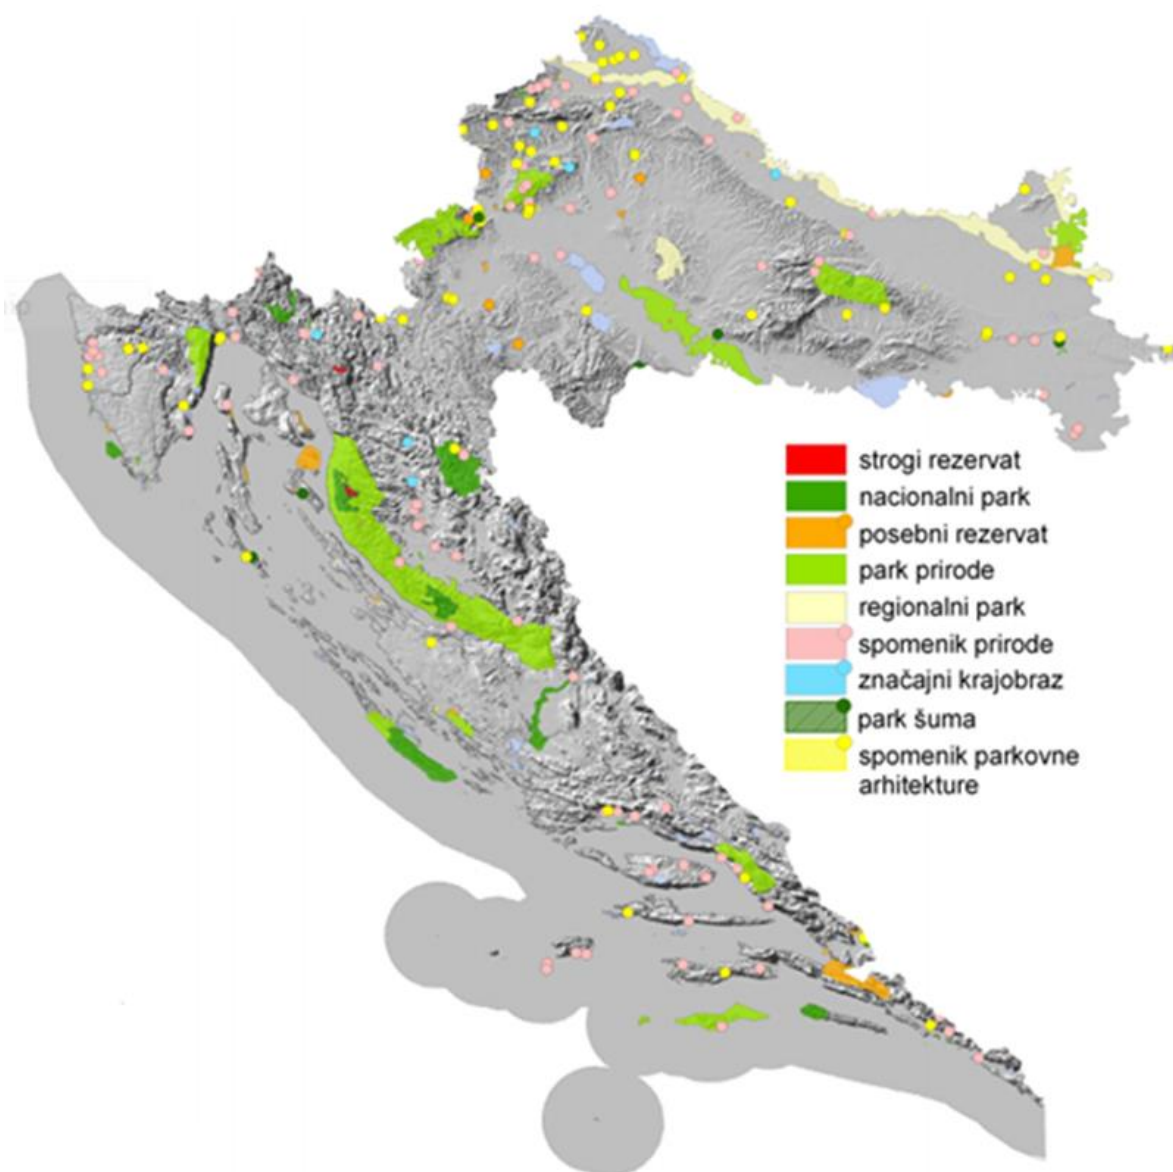 strogi rezervat
nacionalni park
posebni rezervat
park prirode
regionalni park
spomenik prirode
značajni krajobraz
park šuma
spomenik parkovne
arhitekture